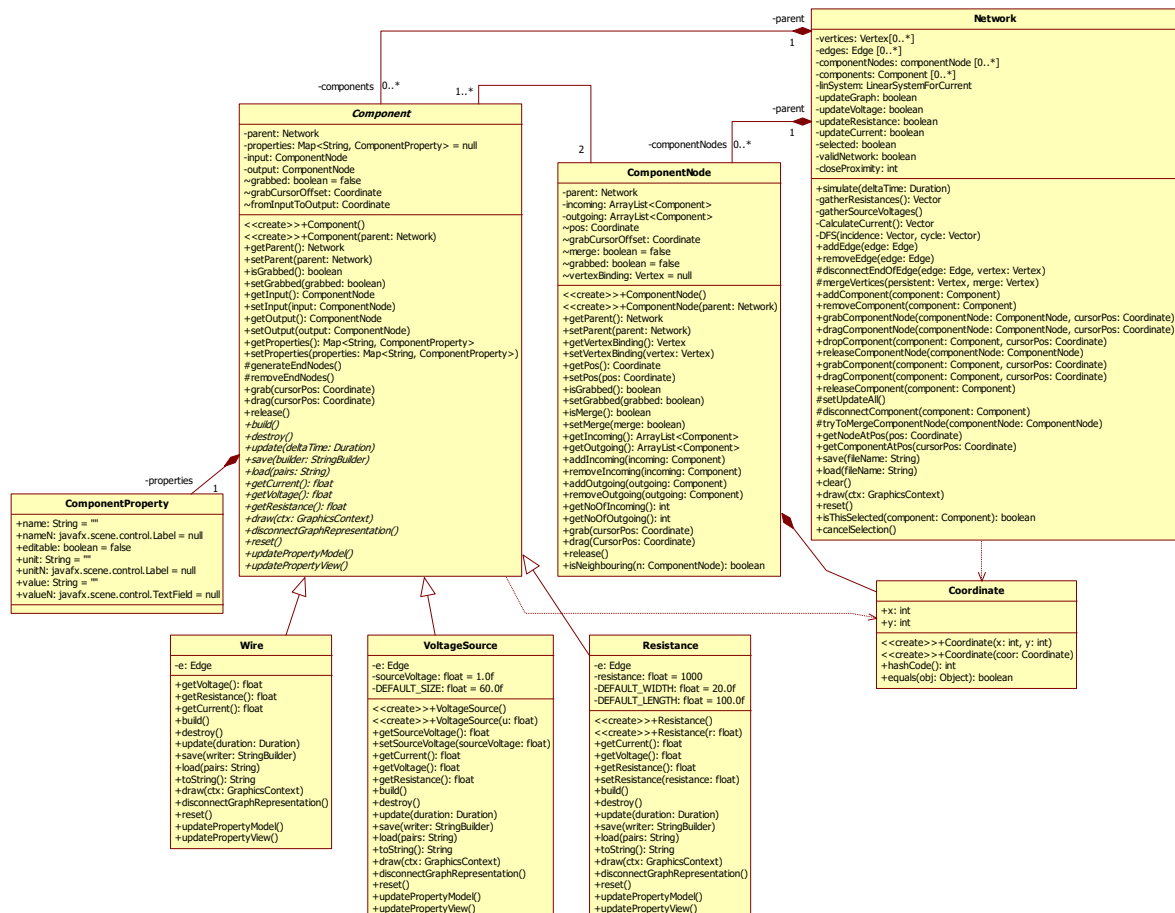 -parent
1
Network
-vertices: Vertex[0..*]
-edges: Edge [0..*]
-componentNodes: componentNode [0..*]
-components: Component [0..*]
-linSystem: LinearSystemForCurrent
-updateGraph: boolean
-updateVoltage: boolean
-updateResistance: boolean
-updateCurrent: boolean
-selected: boolean
-validNetwork: boolean
-closeProximity: int
+simulate(deltaTime: Duration)
-gatherResistances(): Vector
-gatherSourceVoltages()
-CalculateCurrent(): Vector
-DFS(incidence: Vector, cycle: Vector)
+addEdge(edge: Edge)
+removeEdge(edge: Edge)
#disconnectEndOfEdge(edge: Edge, vertex: Vertex)
#mergeVertices(persistent: Vertex, merge: Vertex)
+addComponent(component: Component)
+removeComponent(component: Component)
+grabComponentNode(componentNode: ComponentNode, cursorPos: Coordinate)
+dragComponentNode(componentNode: ComponentNode, cursorPos: Coordinate)
+dropComponent(component: Component, cursorPos: Coordinate)
+releaseComponentNode(componentNode: ComponentNode)
+grabComponent(component: Component, cursorPos: Coordinate)
+dragComponent(component: Component, cursorPos: Coordinate)
+releaseComponent(component: Component)
#setUpdateAll()
#disconnectComponent(component: Component)
#tryToMergeComponentNode(componentNode: ComponentNode)
+getNodeAtPos(pos: Coordinate)
+getComponentAtPos(cursorPos: Coordinate)
+save(fileName: String)
+load(fileName: String)
+clear()
+draw(ctx: GraphicsContext)
+reset()
+isThisSelected(component: Component): boolean
+cancelSelection()
-components
0..*
1..*
2
-parent
1
-componentNodes
0..*
Component
-parent: Network
-properties: Map<String, ComponentProperty> = null
-input: ComponentNode
-output: ComponentNode
~grabbed: boolean = false
~grabCursorOffset: Coordinate
~fromInputToOutput: Coordinate
<<create>>+Component()
<<create>>+Component(parent: Network)
+getParent(): Network
+setParent(parent: Network)
+isGrabbed(): boolean
+setGrabbed(grabbed: boolean)
+getInput(): ComponentNode
+setInput(input: ComponentNode)
+getOutput(): ComponentNode
+setOutput(output: ComponentNode)
+getProperties(): Map<String, ComponentProperty>
+setProperties(properties: Map<String, ComponentProperty>)
#generateEndNodes()
#removeEndNodes()
+grab(cursorPos: Coordinate)
+drag(cursorPos: Coordinate)
+release()
+build()
+destroy()
+update(deltaTime: Duration)
+save(builder: StringBuilder)
+load(pairs: String)
+getCurrent(): float
+getVoltage(): float
+getResistance(): float
+draw(ctx: GraphicsContext)
+disconnectGraphRepresentation()
+reset()
+updatePropertyModel()
+updatePropertyView()
ComponentNode
-parent: Network
-incoming: ArrayList<Component>
-outgoing: ArrayList<Component>
~pos: Coordinate
~grabCursorOffset: Coordinate
~merge: boolean = false
~grabbed: boolean = false
~vertexBinding: Vertex = null
<<create>>+ComponentNode()
<<create>>+ComponentNode(parent: Network)
+getParent(): Network
+setParent(parent: Network)
+getVertexBinding(): Vertex
+setVertexBinding(vertex: Vertex)
+getPos(): Coordinate
+setPos(pos: Coordinate)
+isGrabbed(): boolean
+setGrabbed(grabbed: boolean)
+isMerge(): boolean
+setMerge(merge: boolean)
+getIncoming(): ArrayList<Component>
+getOutgoing(): ArrayList<Component>
+addIncoming(incoming: Component)
+removeIncoming(incoming: Component)
+addOutgoing(outgoing: Component)
+removeOutgoing(outgoing: Component)
+getNoOfIncoming(): int
+getNoOfOutgoing(): int
+grab(cursorPos: Coordinate)
+drag(CursorPos: Coordinate)
+release()
+isNeighbouring(n: ComponentNode): boolean
-properties
1
ComponentProperty
+name: String = ""
+nameN: javafx.scene.control.Label = null
+editable: boolean = false
+unit: String = ""
+unitN: javafx.scene.control.Label = null
+value: String = ""
+valueN: javafx.scene.control.TextField = null
Coordinate
+x: int
+y: int
<<create>>+Coordinate(x: int, y: int)
<<create>>+Coordinate(coor: Coordinate)
+hashCode(): int
+equals(obj: Object): boolean
Wire
-e: Edge
+getVoltage(): float
+getResistance(): float
+getCurrent(): float
+build()
+destroy()
+update(duration: Duration)
+save(writer: StringBuilder)
+load(pairs: String)
+toString(): String
+draw(ctx: GraphicsContext)
+disconnectGraphRepresentation()
+reset()
+updatePropertyModel()
+updatePropertyView()
VoltageSource
-e: Edge
-sourceVoltage: float = 1.0f
-DEFAULT_SIZE: float = 60.0f
<<create>>+VoltageSource()
<<create>>+VoltageSource(u: float)
+getSourceVoltage(): float
+setSourceVoltage(sourceVoltage: float)
+getCurrent(): float
+getVoltage(): float
+getResistance(): float
+build()
+destroy()
+update(duration: Duration)
+save(writer: StringBuilder)
+load(pairs: String)
+toString(): String
+draw(ctx: GraphicsContext)
+disconnectGraphRepresentation()
+reset()
+updatePropertyModel()
+updatePropertyView()
Resistance
-e: Edge
-resistance: float = 1000
-DEFAULT_WIDTH: float = 20.0f
-DEFAULT_LENGTH: float = 100.0f
<<create>>+Resistance()
<<create>>+Resistance(r: float)
+getCurrent(): float
+getVoltage(): float
+getResistance(): float
+setResistance(resistance: float)
+build()
+destroy()
+update(duration: Duration)
+save(writer: StringBuilder)
+load(pairs: String)
+toString(): String
+draw(ctx: GraphicsContext)
+disconnectGraphRepresentation()
+reset()
+updatePropertyModel()
+updatePropertyView()